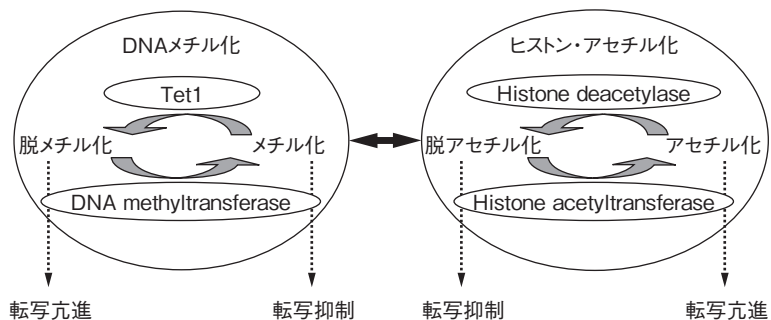 DNAメチル化
Tet1
脱メチル化
メチル化
DNA methyltransferase
転写亢進
転写抑制
ヒストン・アセチル化
Histone deacetylase
脱アセチル化
アセチル化
Histone acetyltransferase
転写抑制
転写亢進